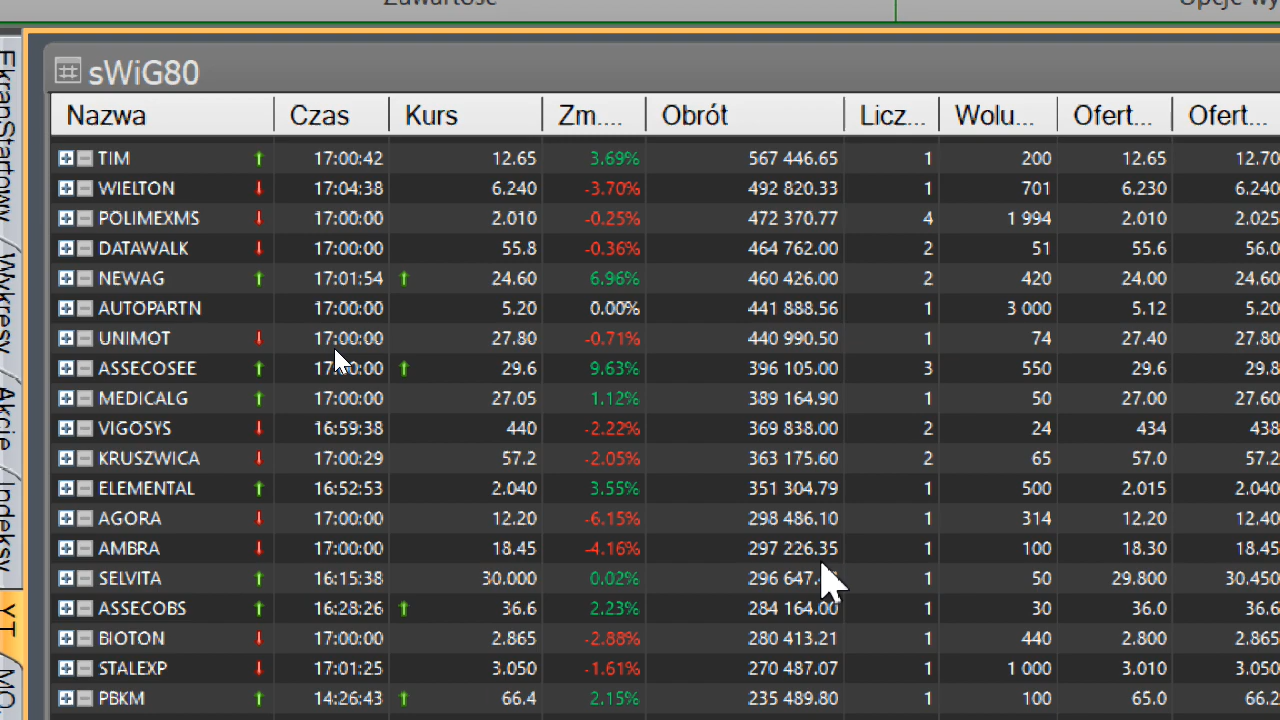 Zawartość
Opcje wy
EkranStartowy
Wykresy
Akcje
Indeksy
YT
MO
sWiG80
Nazwa Czas Kurs Zm.... Obrót Licz... Wolu... Ofert... Ofert...
TIM 17:00:42 12.65 3.69% 567 446.65 1 200 12.65 12.70
WIELTON 17:04:38 6.240 -3.70% 492 820.33 1 701 6.230 6.240
POLIMEXMS 17:00:00 2.010 -0.25% 472 370.77 4 1 994 2.010 2.025
DATAWALK 17:00:00 55.8 -0.36% 464 762.00 2 51 55.6 56.0
NEWAG 17:01:54 24.60 6.96% 460 426.00 2 420 24.00 24.60
AUTOPARTN 17:00:00 5.20 0.00% 441 888.56 1 3 000 5.12 5.20
UNIMOT 17:00:00 27.80 -0.71% 440 990.50 1 74 27.40 27.80
ASSECOSEE 29.6 9.63% 396 105.00 3 550 29.6 29.8
MEDICALG 17:00:00 27.05 1.12% 389 164.90 1 50 27.00 27.60
VIGOSYS 16:59:38 440 -2.22% 369 838.00 2 24 434 438
KRUSZWICA 17:00:29 57.2 -2.05% 363 175.60 2 65 57.0 57.2
ELEMENTAL 16:52:53 2.040 3.55% 351 304.79 1 500 2.015 2.040
AGORA 17:00:00 12.20 -6.15% 298 486.10 1 314 12.20 12.40
AMBRA 17:00:00 18.45 -4.16% 297 226.35 1 100 18.30 18.45
SELVITA 16:15:38 30.000 0.02% 296 647. 1 50 29.800 30.450
ASSECOBS 16:28:26 36.6 2.23% 284 164.00 1 30 36.0 36.6
BIOTON 17:00:00 2.865 -2.88% 280 413.21 1 440 2.800 2.865
STALEXP 17:01:25 3.050 -1.61% 270 487.07 1 1 000 3.010 3.050
PBKM 14:26:43 66.4 2.15% 235 489.80 1 100 65.0 66.2